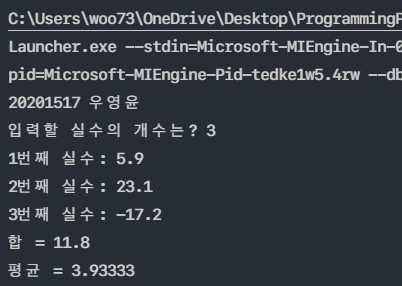 C:\Users\woo73\OneDrive\Desktop\Programming
Launcher.exe --stdin=Microsoft-MIEngine-In-
pid=Microsoft-MIEngine-Pid-tedke1w5.4rw --db
20201517 우영윤
입력할 실수의 개수는? 3
1번째 실수: 5.9
2번째 실수: 23.1
3번째 실수: -17.2
합 = 11.8
평균 = 3.93333